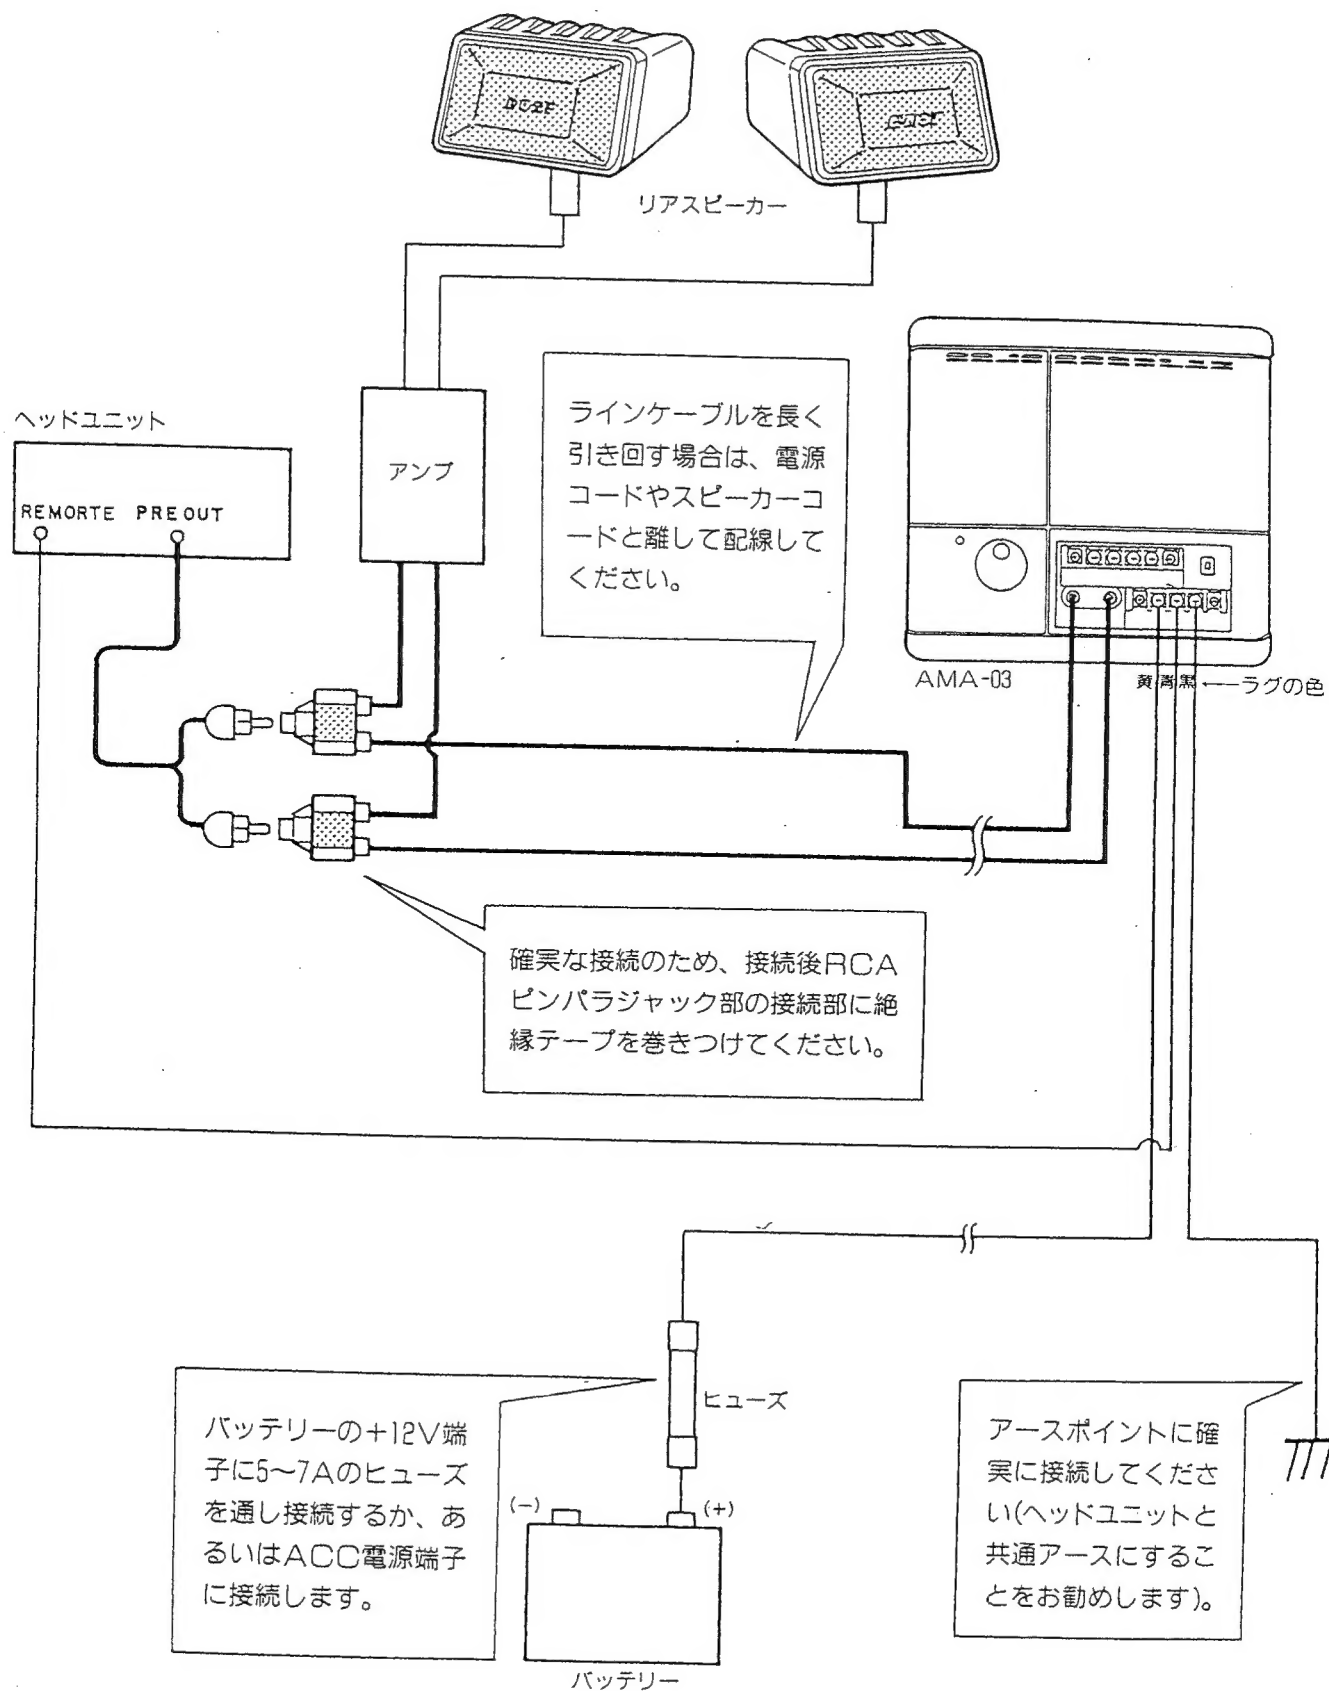 リアスピーカー
ヘッドユニット
REMORTE PREOUT
アンプ
ラインケーブルを長く
引き回す場合は、電源
コードやスピーカーコ
ードと離して配線して
ください。
AMA-03
黄青黒←ラグの色
確実な接続のため、接続後RCA
ピンパラジャック部の接続部に絶
縁テープを巻きつけてください。
ヒューズ
バッテリーの+12V端
子に5〜7Aのヒューズ
を通し接続するか、あ
るいはACC電源端子
に接続します。
(-)
(+)
バッテリー
アースポイントに確
実に接続してくださ
い(ヘッドユニットと
共通アースにするこ
とをお勧めします)。